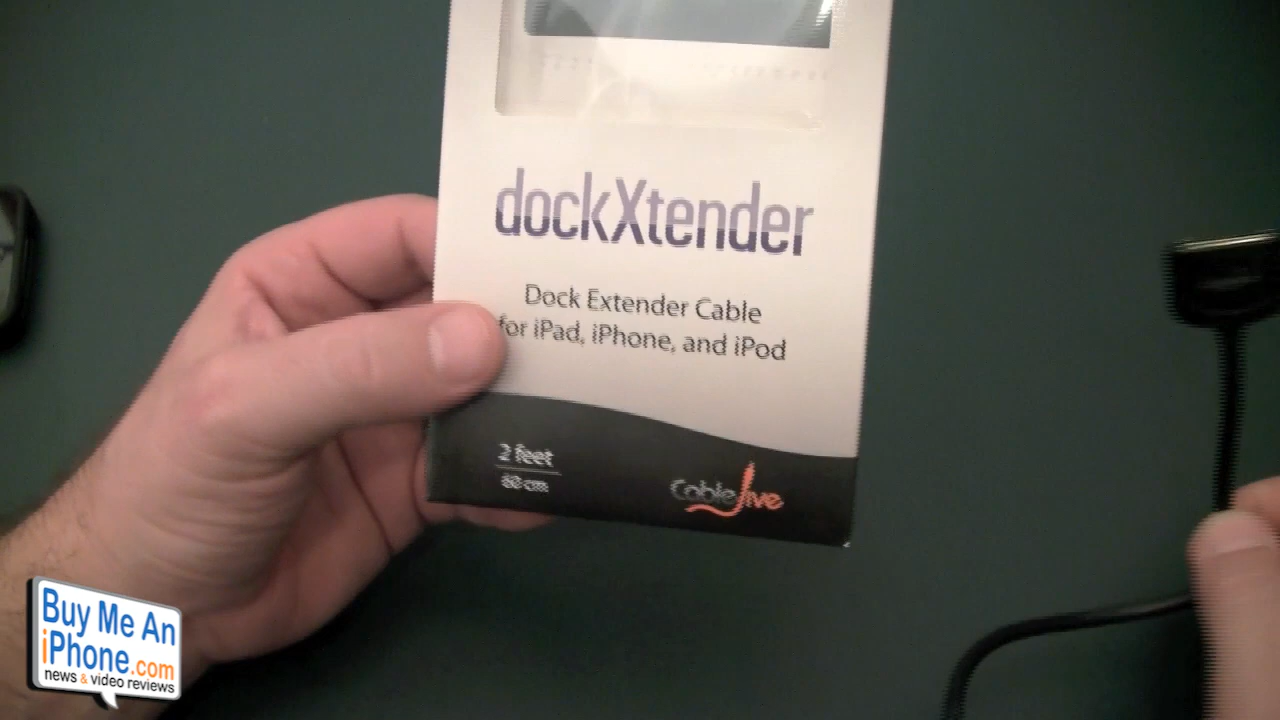 dockXtender
Dock Extender Cable
for iPad, iPhone, and iPod
2 feet
60 cm
CableJive
Buy Me An
iPhone.com
news & video reviews